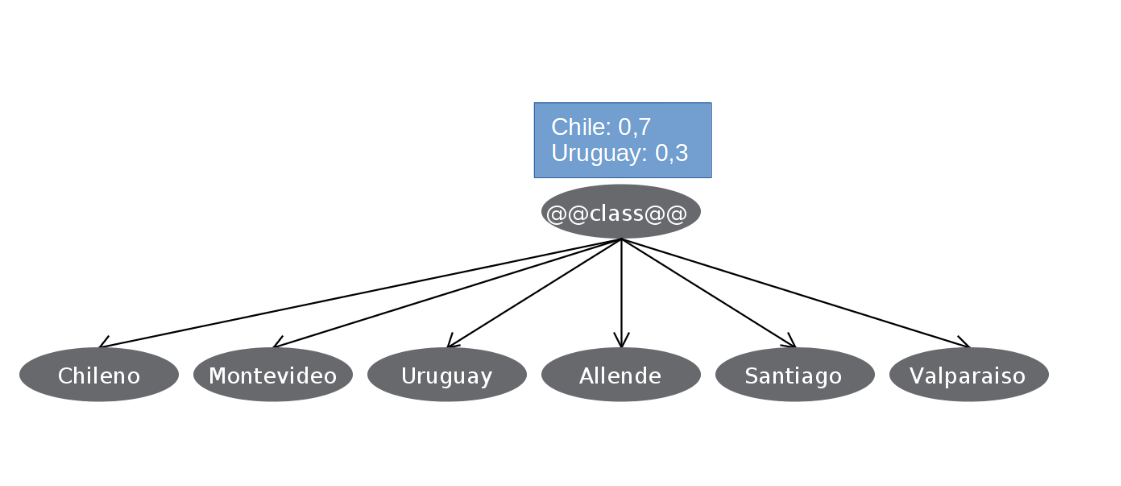 Chile: 0,7
Uruguay: 0,3
@@class@@
Chileno
Montevideo
Uruguay
Allende
Santiago
Valparaiso